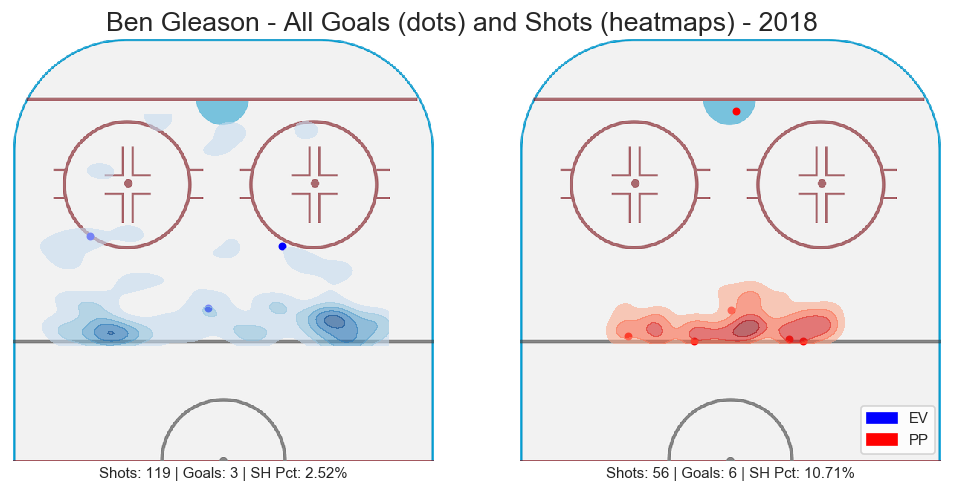 Ben Gleason - All Goals (dots) and Shots (heatmaps) - 2018
EV
PP
Shots: 119 | Goals: 3 | SH Pct: 2.52%
Shots: 56 | Goals: 6 | SH Pct: 10.71%